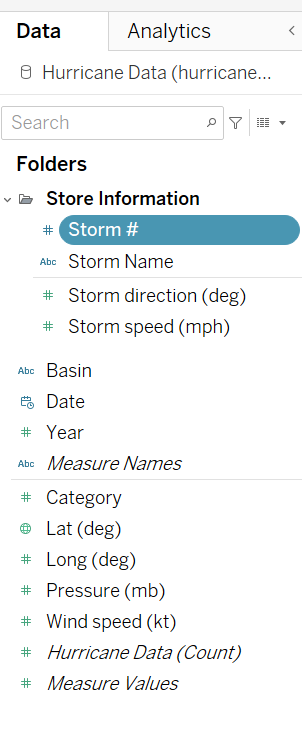 Data Analytics
Hurricane Data (hurricane...
Search
Folders
Store Information
# Storm #
Abc Storm Name
# Storm direction (deg)
# Storm speed (mph)
Abc Basin
Date
# Year
Abc Measure Names
# Category
Lat (deg)
# Long (deg)
# Pressure (mb)
# Wind speed (kt)
# Hurricane Data (Count)
# Measure Values